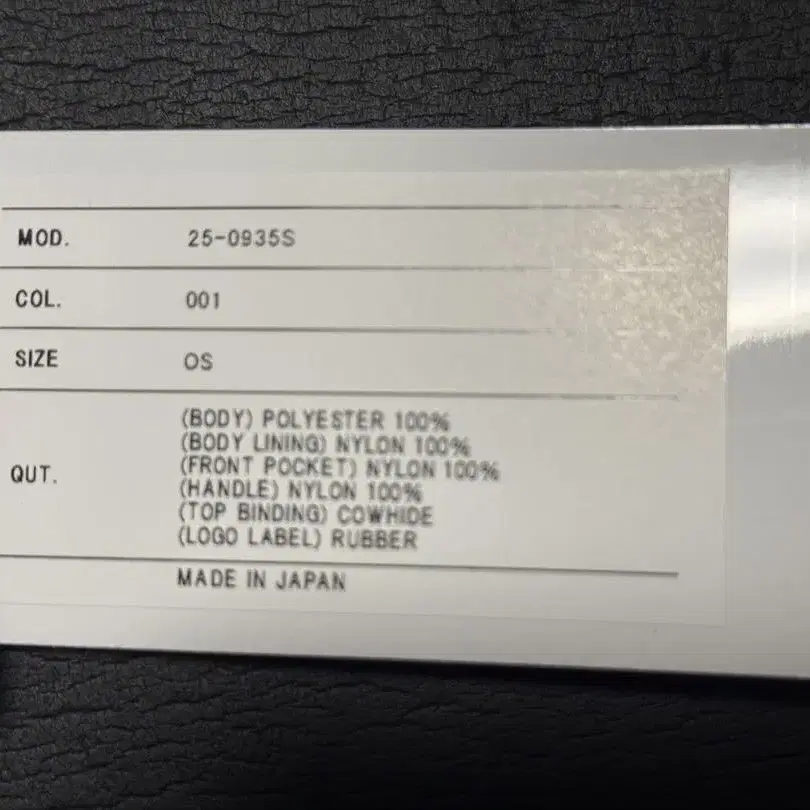 MOD. 25-0935S
COL. 001
SIZE OS
QUT. (BODY) POLYESTER 100%
(BODY LINING) NYLON 100%
(FRONT POCKET) NYLON 100%
(HANDLE) NYLON 100%
(TOP BINDING) COWHIDE
(LOGO LABEL) RUBBER
MADE IN JAPAN